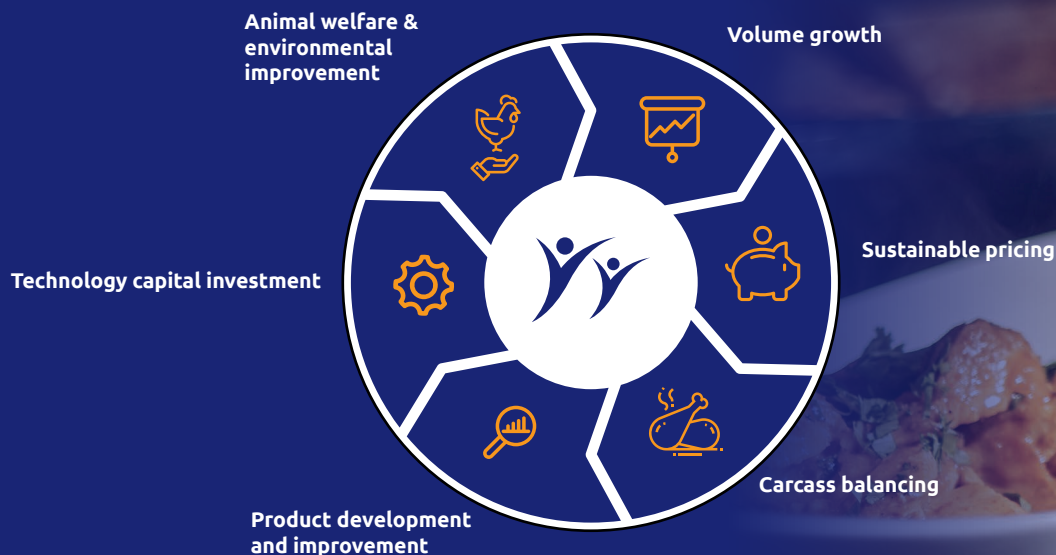 Animal welfare &
environmental
improvement
Volume growth
Sustainable pricing
Technology capital investment
Carcass balancing
Product development
and improvement